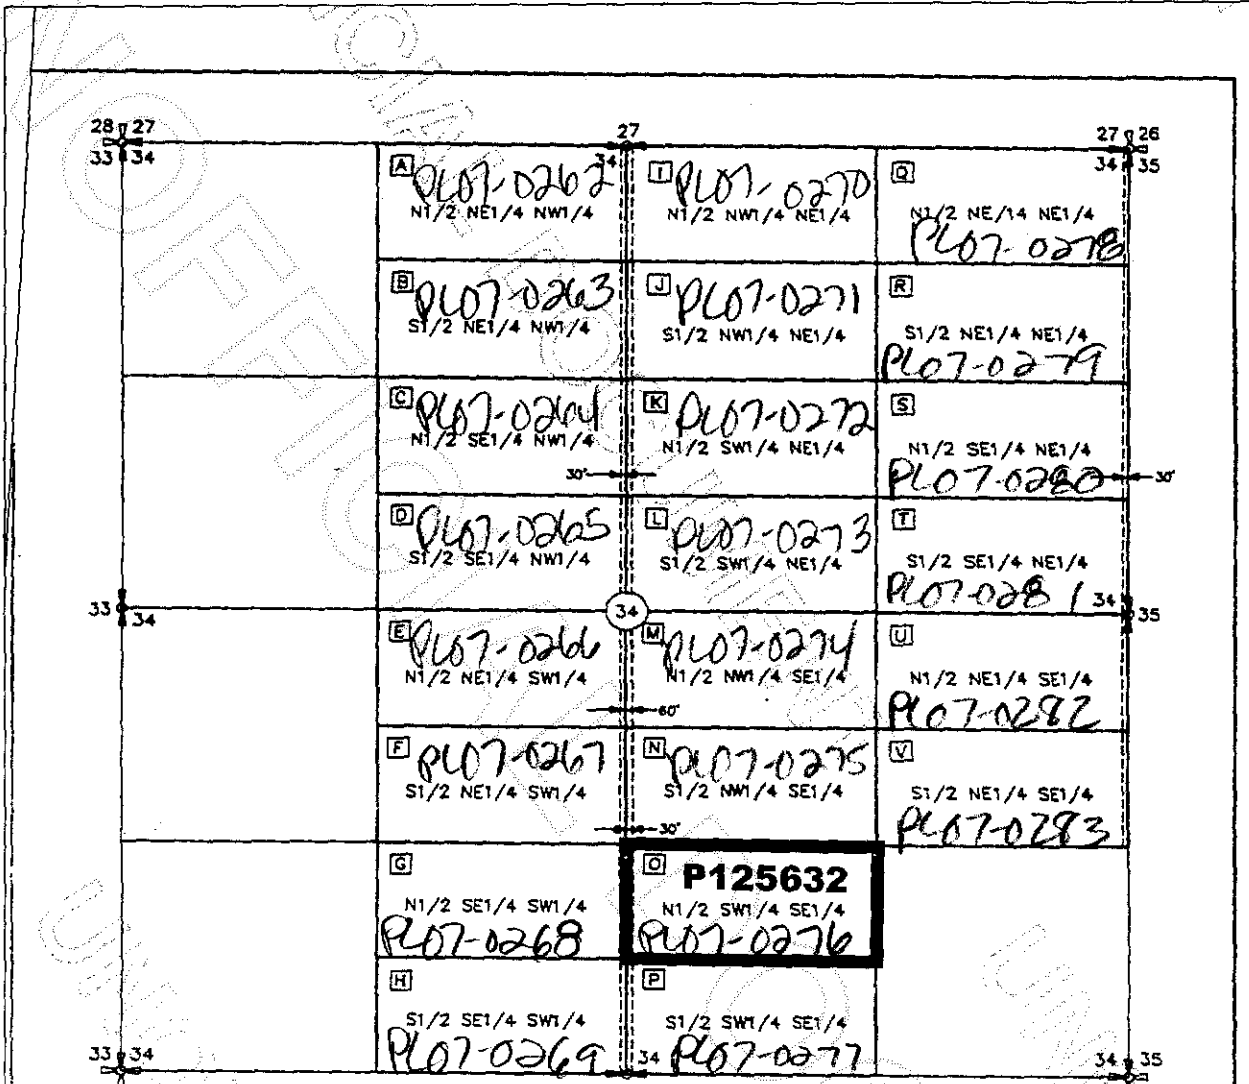 28 27
33 34
27
34
27 26
34 35
A PL07-0262
N1/2 NE1/4 NW1/4
I PL07-0270
N1/2 NW1/4 NE1/4
Q
N1/2 NE/14 NE1/4
PL07-0278
B PL07-0263
S1/2 NE1/4 NW1/4
J PL07-0271
S1/2 NW1/4 NE1/4
R
S1/2 NE1/4 NE1/4
PL07-0279
C PL07-0264
N1/2 SE1/4 NW1/4
30'
K PL07-0272
N1/2 SW1/4 NE1/4
S
N1/2 SE1/4 NE1/4
PL07-0280
30'
D PL07-0265
S1/2 SE1/4 NW1/4
L PL07-0273
S1/2 SW1/4 NE1/4
T
S1/2 SE1/4 NE1/4
PL07-0281
33
34
34
34
35
E PL07-0266
N1/2 NE1/4 SW1/4
M PL07-0274
N1/2 NW1/4 SE1/4
60'
U
N1/2 NE1/4 SE1/4
PL07-0282
F PL07-0267
S1/2 NE1/4 SW1/4
N PL07-0275
S1/2 NW1/4 SE1/4
30'
V
S1/2 NE1/4 SE1/4
PL07-0283
G
N1/2 SE1/4 SW1/4
PL07-0268
O P125632
N1/2 SW1/4 SE1/4
PL07-0276
H
S1/2 SE1/4 SW1/4
PL07-0269
P
S1/2 SW1/4 SE1/4
PL07-0277
33 34
34
34 35